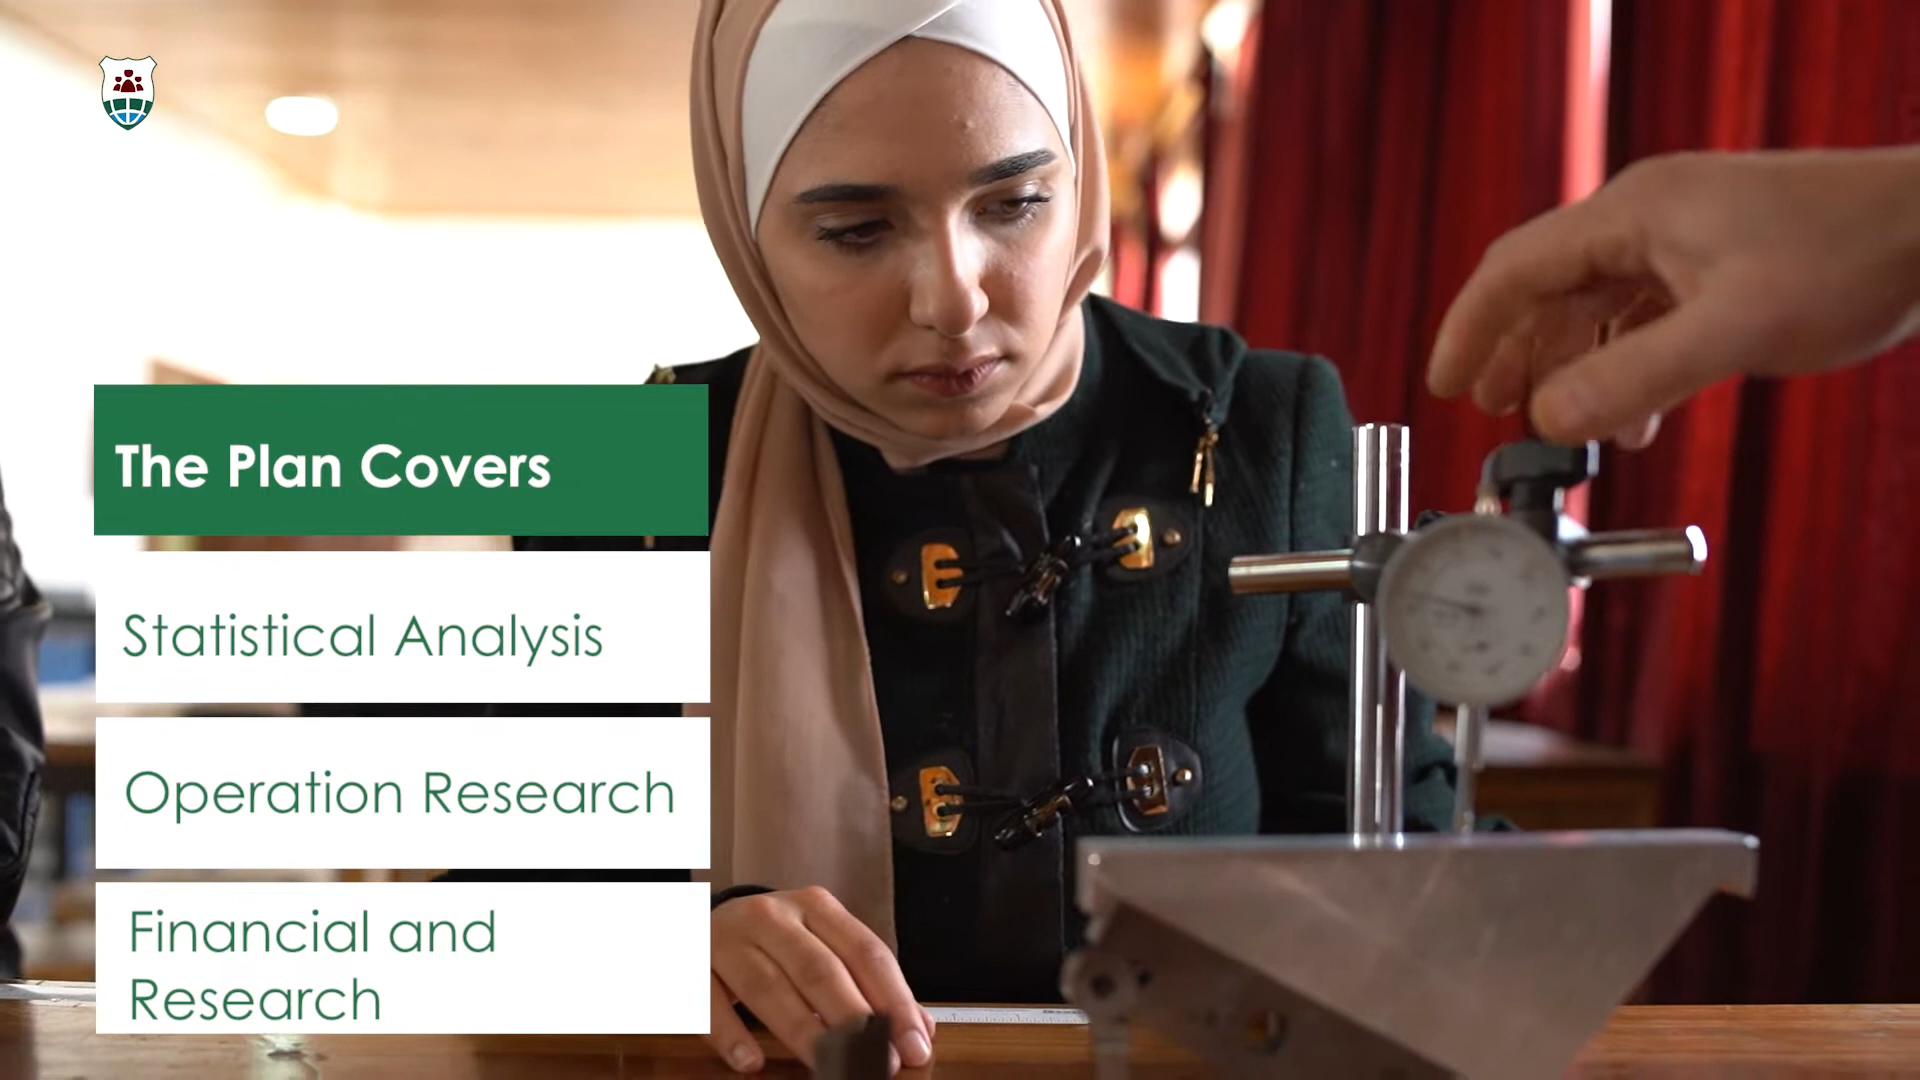 The Plan Covers
Statistical Analysis
Operation Research
Financial and
Research